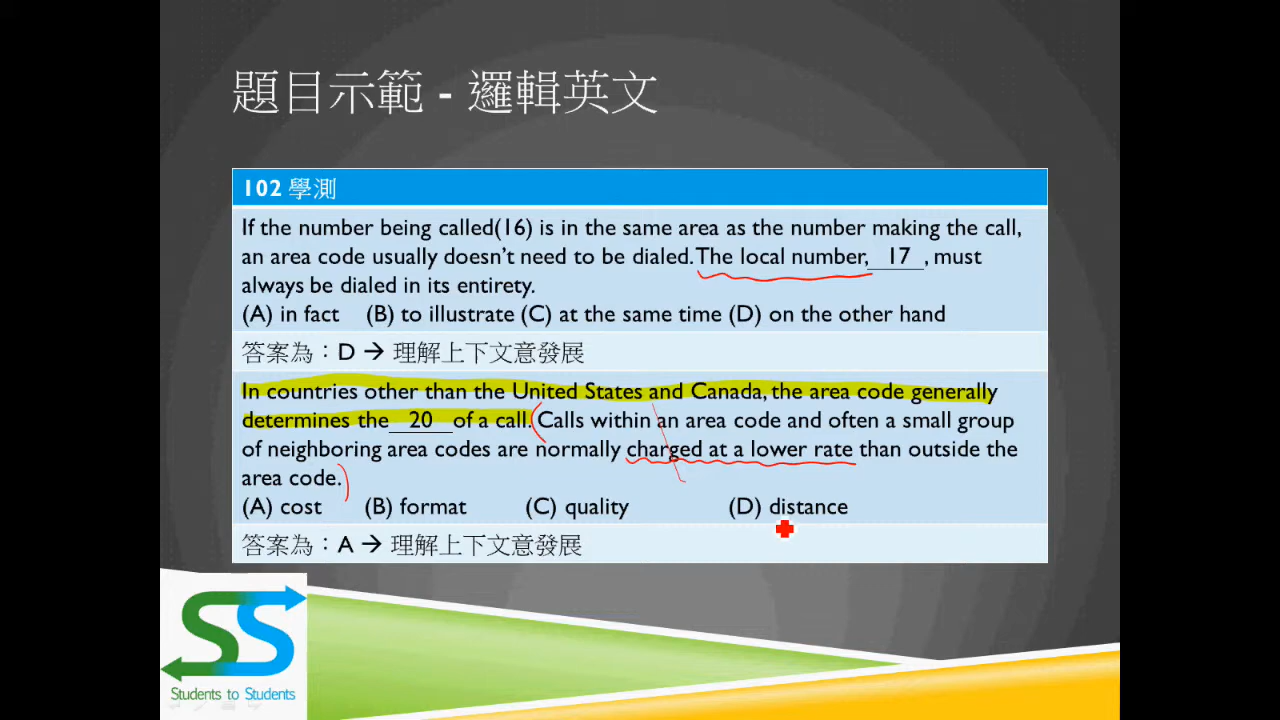 題目示範 - 邏輯英文
102 學測
If the number being called(16) is in the same area as the number making the call,
an area code usually doesn't need to be dialed. The local number, 17 , must
always be dialed in its entirety.
(A) in fact (B) to illustrate (C) at the same time (D) on the other hand
答案為：D → 理解上下文意發展
In countries other than the United States and Canada, the area code generally
determines the 20 of a call. Calls within an area code and often a small group
of neighboring area codes are normally charged at a lower rate than outside the
area code.
(A) cost (B) format (C) quality (D) distance
答案為：A → 理解上下文意發展
SS
Students to Students